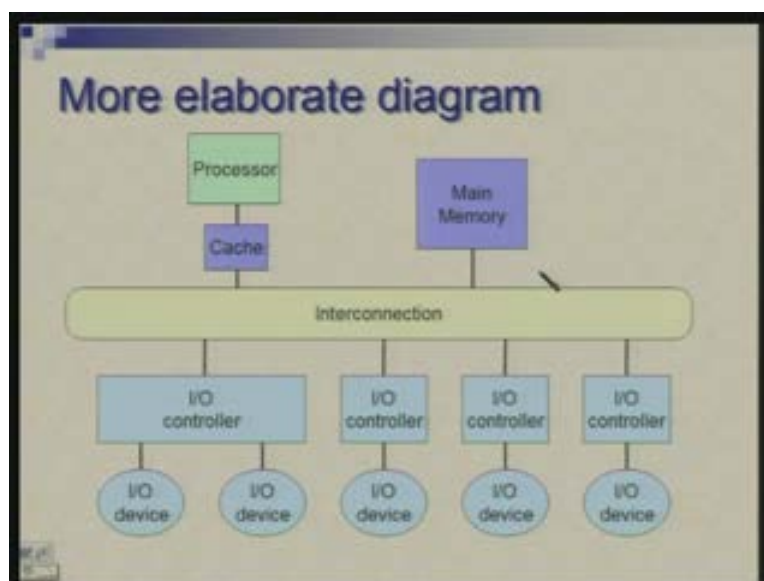 More elaborate diagram
Processor
Main
Memory
Cache
Interconnection
I/O
controller
I/O
controller
I/O
controller
I/O
controller
I/O
device
I/O
device
I/O
device
I/O
device
I/O
device